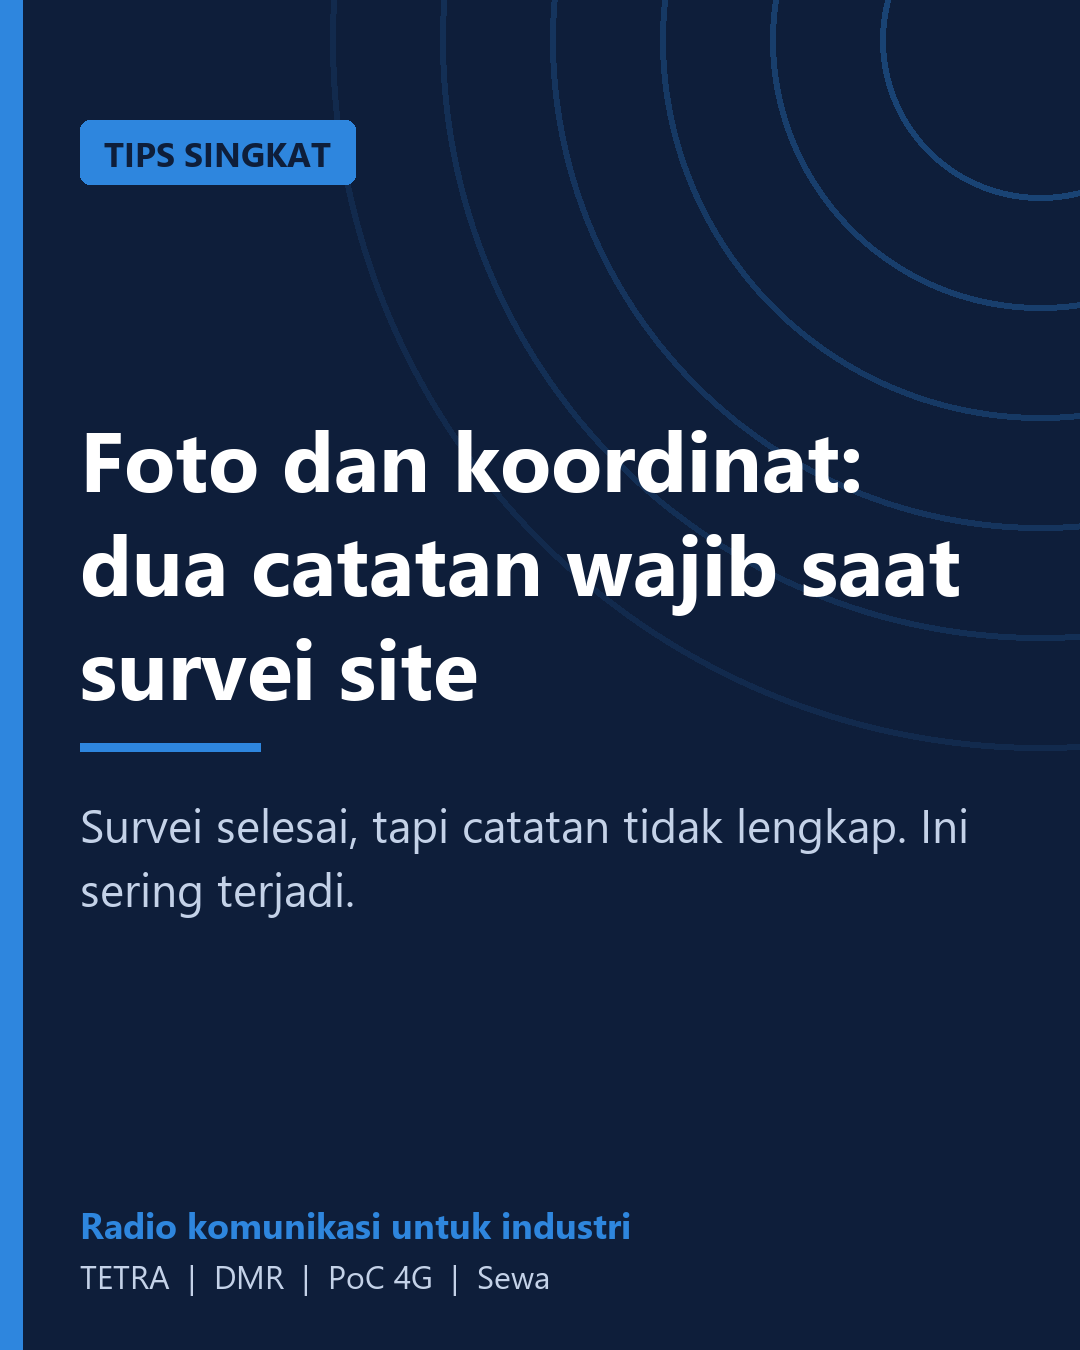 TIPS SINGKAT
Foto dan koordinat:
dua catatan wajib saat
survei site
Survei selesai, tapi catatan tidak lengkap. Ini
sering terjadi.
Radio komunikasi untuk industri
TETRA | DMR | PoC 4G | Sewa